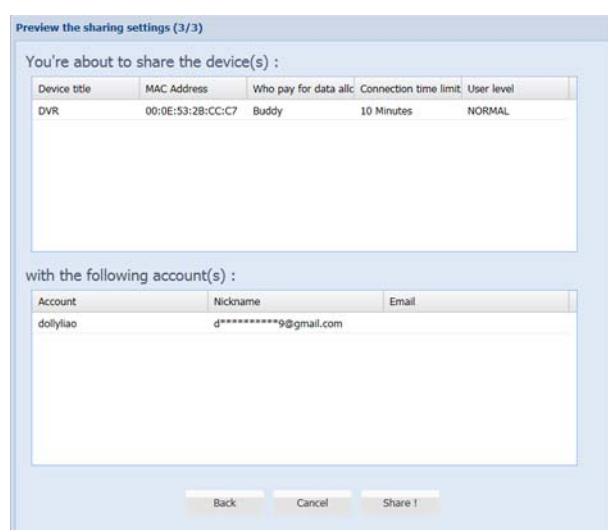 Preview the sharing settings (3/3)
You're about to share the device(s) :
Device title MAC Address Who pay for data allc Connection time limit User level
DVR 00:0E:53:2B:CC:C7 Buddy 10 Minutes NORMAL
with the following account(s) :
Account Nickname Email
dollyliao d**********9@gmail.com
Back Cancel Share !